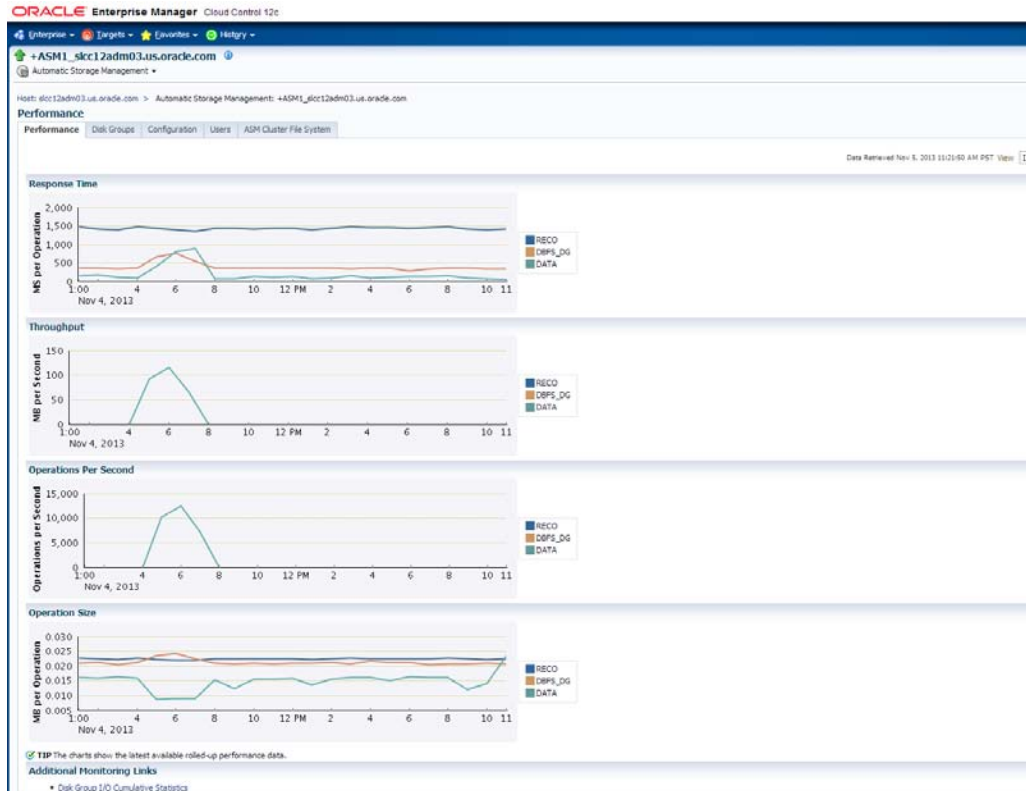 ORACLE Enterprise Manager Cloud Control 12c
Enterprise Targets Favorites History
+ASM1_slcc12adm03.us.oracle.com
Automatic Storage Management
Host: slcc12adm03.us.oracle.com > Automatic Storage Management: +ASM1_slcc12adm03.us.oracle.com
Performance
Performance Disk Groups Configuration Users ASM Cluster File System
Data Retrieved Nov 5, 2013 11:21:50 AM PST View
Response Time
MS per Operation
2,000
1,500
1,000
500
0
1:00 4 6 8 10 12 PM 2 4 6 8 10 11
Nov 4, 2013
RECO
DBFS_DG
DATA
Throughput
MB per Second
150
100
50
0
1:00 4 6 8 10 12 PM 2 4 6 8 10 11
Nov 4, 2013
RECO
DBFS_DG
DATA
Operations Per Second
Operations per Second
15,000
10,000
5,000
0
1:00 4 6 8 10 12 PM 2 4 6 8 10 11
Nov 4, 2013
RECO
DBFS_DG
DATA
Operation Size
MB per Operation
0.030
0.025
0.020
0.015
0.010
0.005
1:00 4 6 8 10 12 PM 2 4 6 8 10 11
Nov 4, 2013
RECO
DBFS_DG
DATA
TIP The charts show the latest available rolled-up performance data.
Additional Monitoring Links
• Disk Group I/O Cumulative Statistics